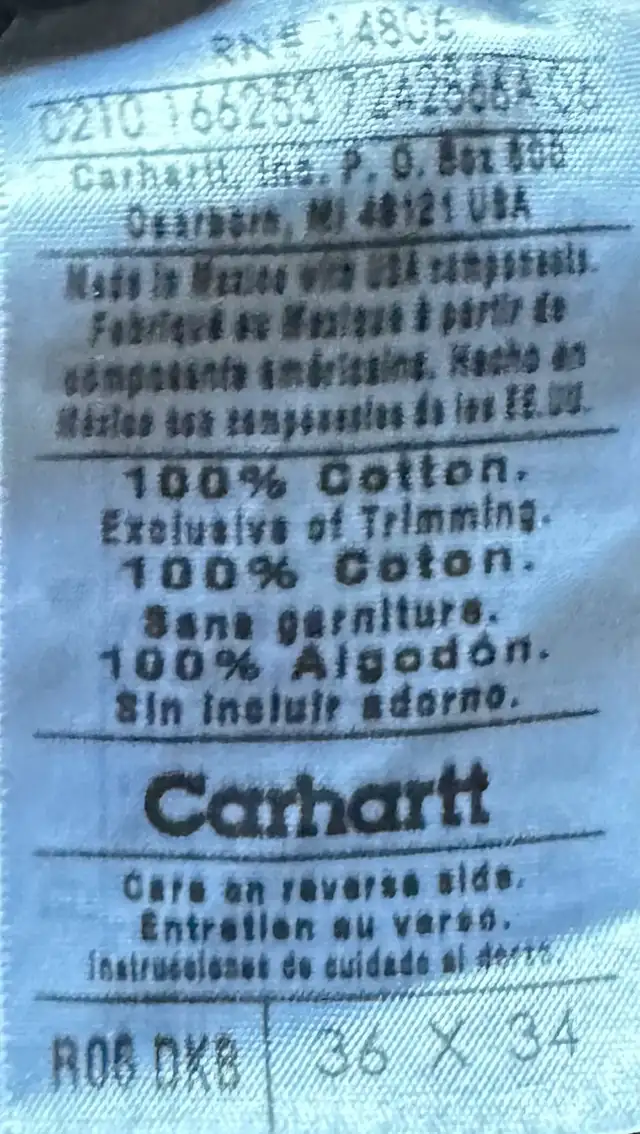 RN# 14806
0210 166253
Carhartt, Inc. P. O. Box 600
Dearborn, MI 48121 USA
Made in Mexico with USA components.
Fabriqué au Mexique à partir de
composants américains. Hecho en
México con componentes de los EE.UU.
100% Cotton.
Exclusive of Trimming.
100% Coton.
Sans garniture.
100% Algodón.
Sin incluir adorno.
Carhartt
Care on reverse side.
Entretien au verso.
Instrucciones de cuidado al dorso.
R06 DKB 36 X 34